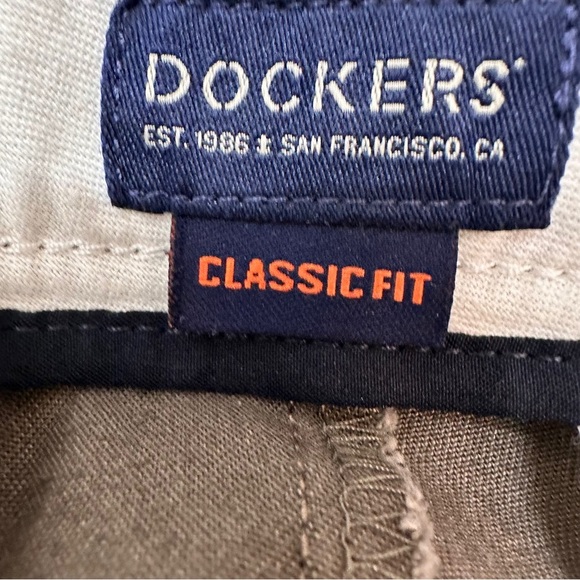 DOCKERS®
EST. 1986 ⚓ SAN FRANCISCO, CA
CLASSIC FIT